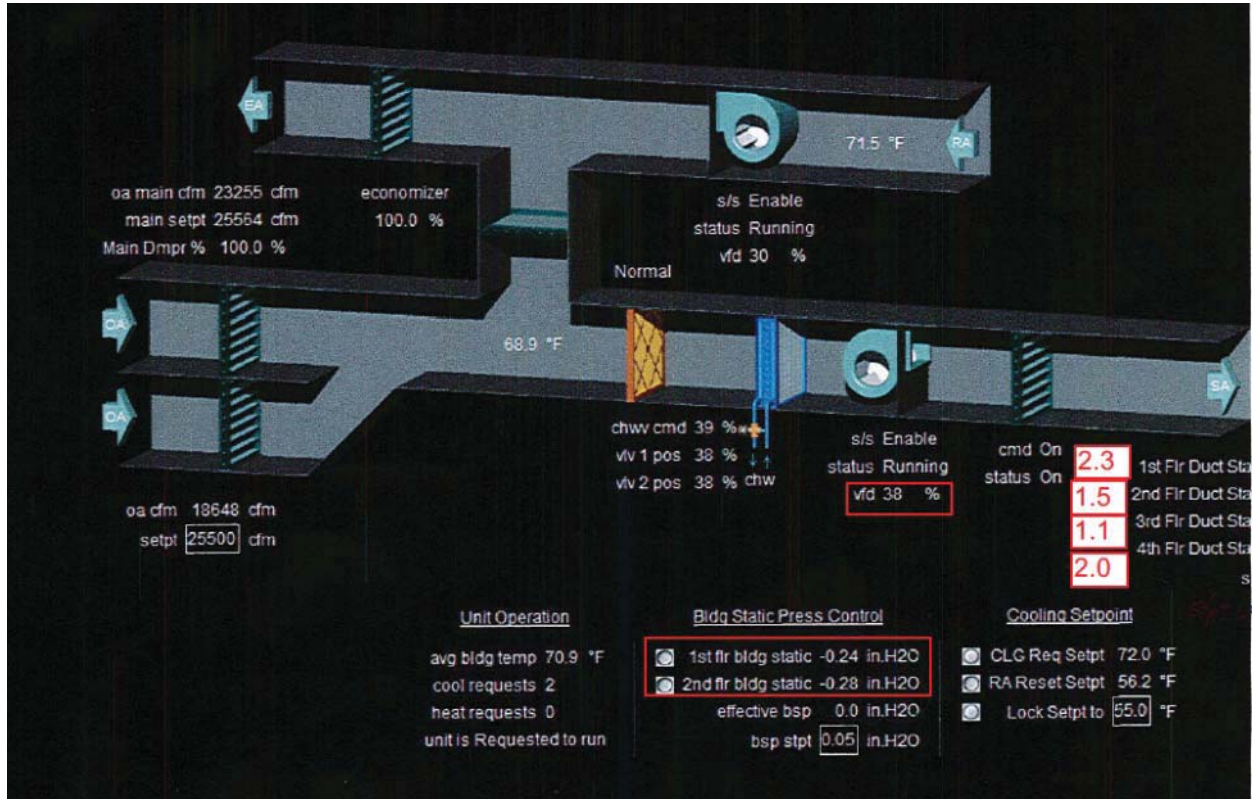 EA
71.5 °F
RA
oa main cfm 23255 cfm
main setpt 25564 cfm
Main Dmpr % 100.0 %
economizer
100.0 %
s/s Enable
status Running
vfd 30 %
Normal
OA
68.9 °F
OA
SA
chwv cmd 39 %
vlv 1 pos 38 %
vlv 2 pos 38 %
chw
s/s Enable
status Running
vfd 38 %
cmd On
status On
2.3 1st Flr Duct Sta
1.5 2nd Flr Duct Sta
1.1 3rd Flr Duct Sta
2.0 4th Flr Duct Sta
s
oa cfm 18648 cfm
setpt 25500 cfm
Unit Operation
avg bldg temp 70.9 °F
cool requests 2
heat requests 0
unit is Requested to run
Bldg Static Press Control
1st flr bldg static -0.24 in.H2O
2nd flr bldg static -0.28 in.H2O
effective bsp 0.0 in.H2O
bsp stpt 0.05 in.H2O
Cooling Setpoint
CLG Req Setpt 72.0 °F
RA Reset Setpt 56.2 °F
Lock Setpt to 55.0 °F